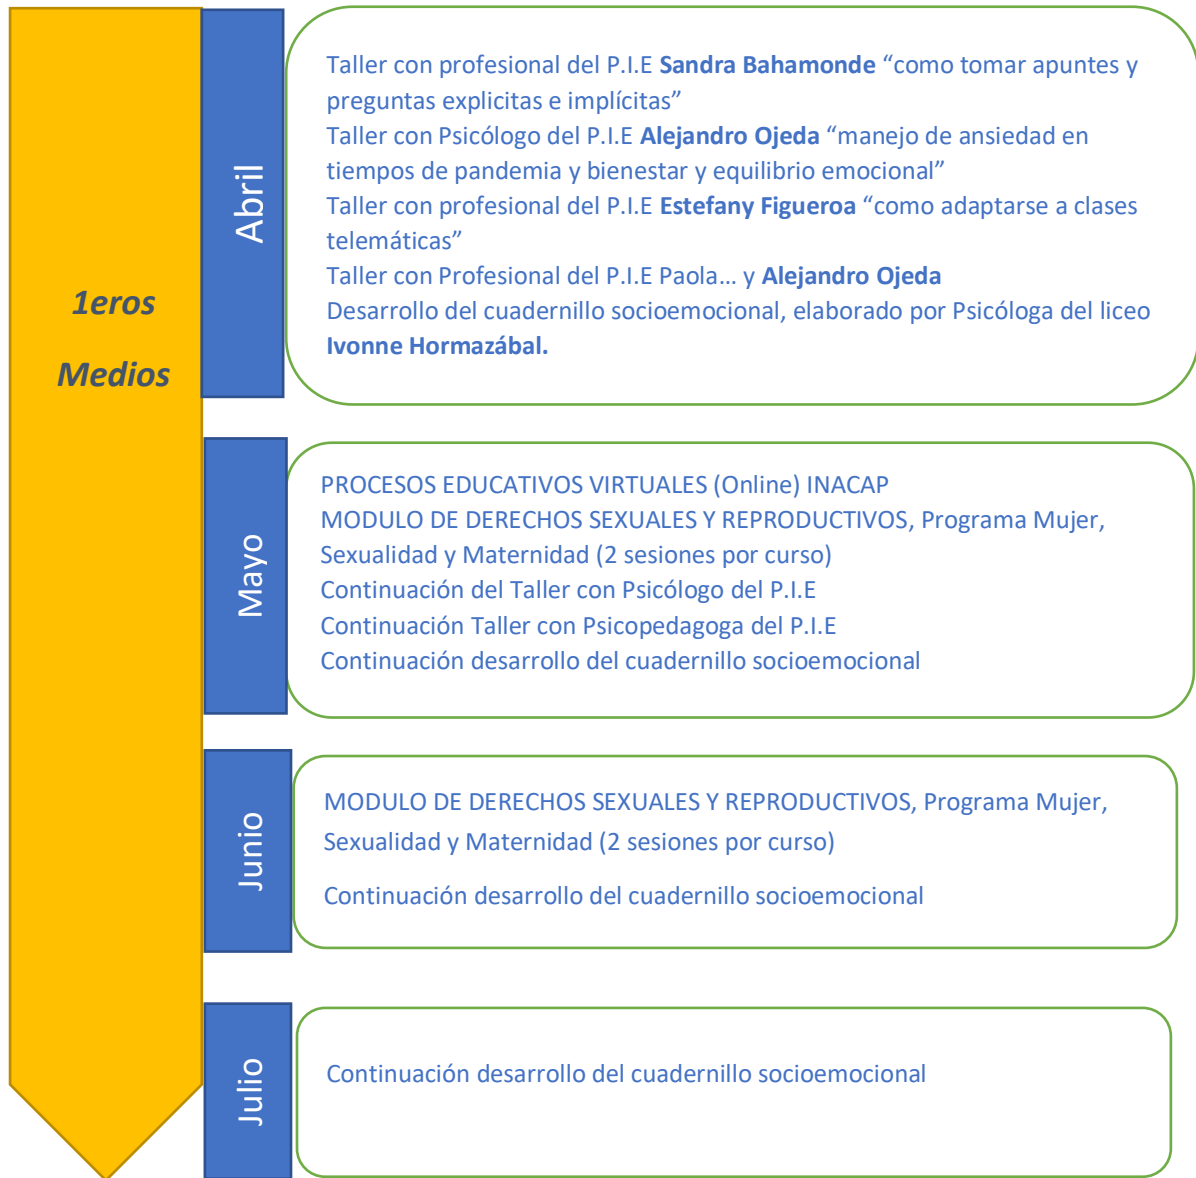 1eros
Medios
Abril
Taller con profesional del P.I.E Sandra Bahamonde “como tomar apuntes y
preguntas explicitas e implícitas”
Taller con Psicólogo del P.I.E Alejandro Ojeda “manejo de ansiedad en
tiempos de pandemia y bienestar y equilibrio emocional”
Taller con profesional del P.I.E Estefany Figueroa “como adaptarse a clases
telemáticas”
Taller con Profesional del P.I.E Paola… y Alejandro Ojeda
Desarrollo del cuadernillo socioemocional, elaborado por Psicóloga del liceo
Ivonne Hormazábal.
Mayo
PROCESOS EDUCATIVOS VIRTUALES (Online) INACAP
MODULO DE DERECHOS SEXUALES Y REPRODUCTIVOS, Programa Mujer,
Sexualidad y Maternidad (2 sesiones por curso)
Continuación del Taller con Psicólogo del P.I.E
Continuación Taller con Psicopedagoga del P.I.E
Continuación desarrollo del cuadernillo socioemocional
Junio
MODULO DE DERECHOS SEXUALES Y REPRODUCTIVOS, Programa Mujer,
Sexualidad y Maternidad (2 sesiones por curso)
Continuación desarrollo del cuadernillo socioemocional
Julio
Continuación desarrollo del cuadernillo socioemocional